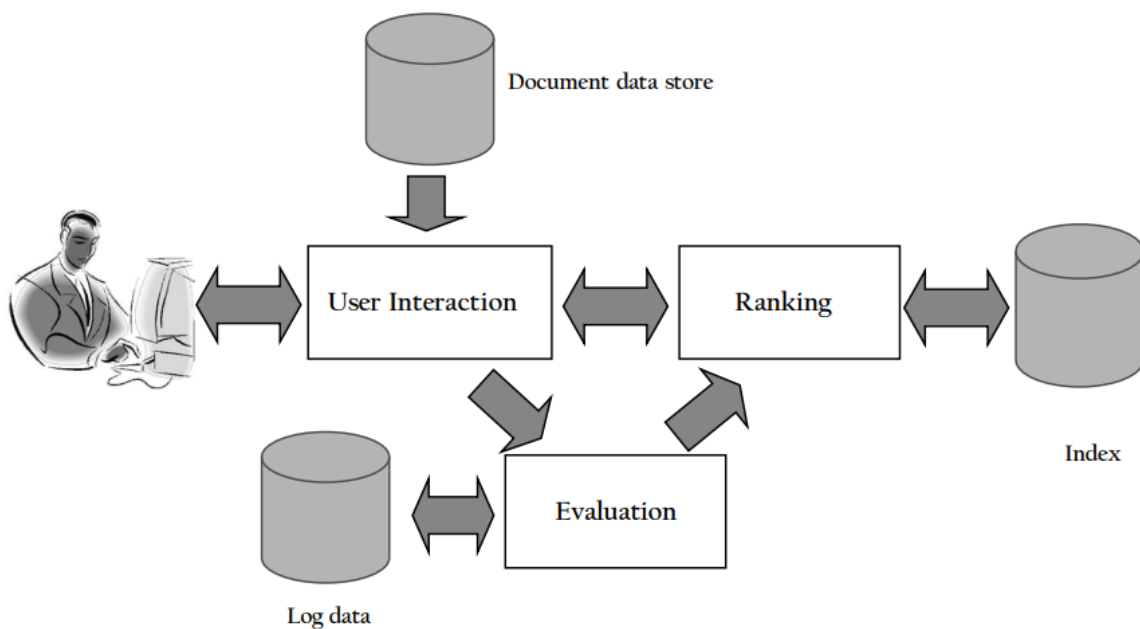 Document data store
User Interaction
Ranking
Index
Evaluation
Log data